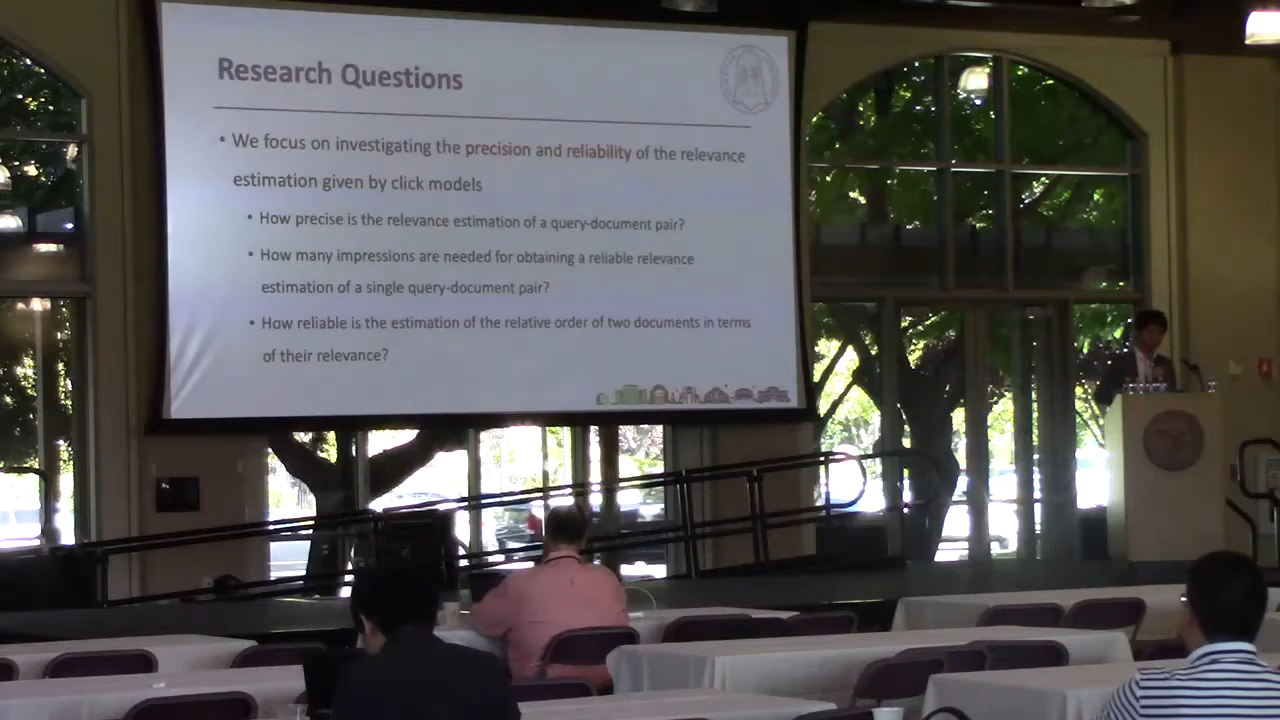 Research Questions
• We focus on investigating the precision and reliability of the relevance
estimation given by click models
• How precise is the relevance estimation of a query-document pair?
• How many impressions are needed for obtaining a reliable relevance
estimation of a single query-document pair?
• How reliable is the estimation of the relative order of two documents in terms
of their relevance?